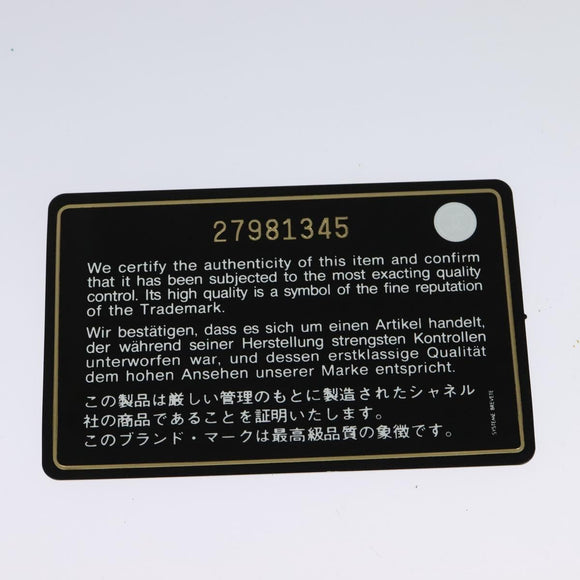 27981345
We certify the authenticity of this item and confirm
that it has been subjected to the most exacting quality
control. Its high quality is a symbol of the fine reputation
of the Trademark.
Wir bestätigen, dass es sich um einen Artikel handelt,
der während seiner Herstellung strengsten Kontrollen
unterworfen war, und dessen erstklassige Qualität
dem hohen Ansehen unserer Marke entspricht.
この製品は厳しい管理のもとに製造されたシャネル
社の商品であることを証明いたします。
このブランド・マークは最高級品質の象徴です。
SYSTEME BREVETE